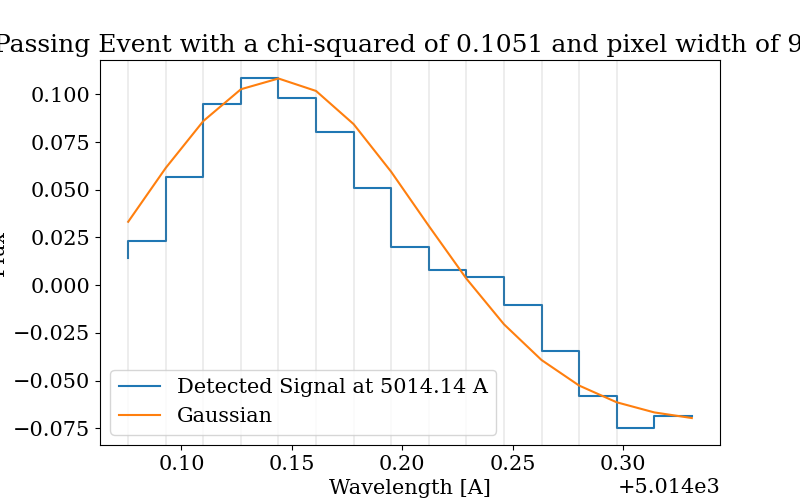 Passing Event with a chi-squared of 0.1051 and pixel width of 9
0.100
0.075
0.050
0.025
0.000
−0.025
−0.050
−0.075
Detected Signal at 5014.14 A
Gaussian
0.10 0.15 0.20 0.25 0.30
+5.014e3
Wavelength [A]